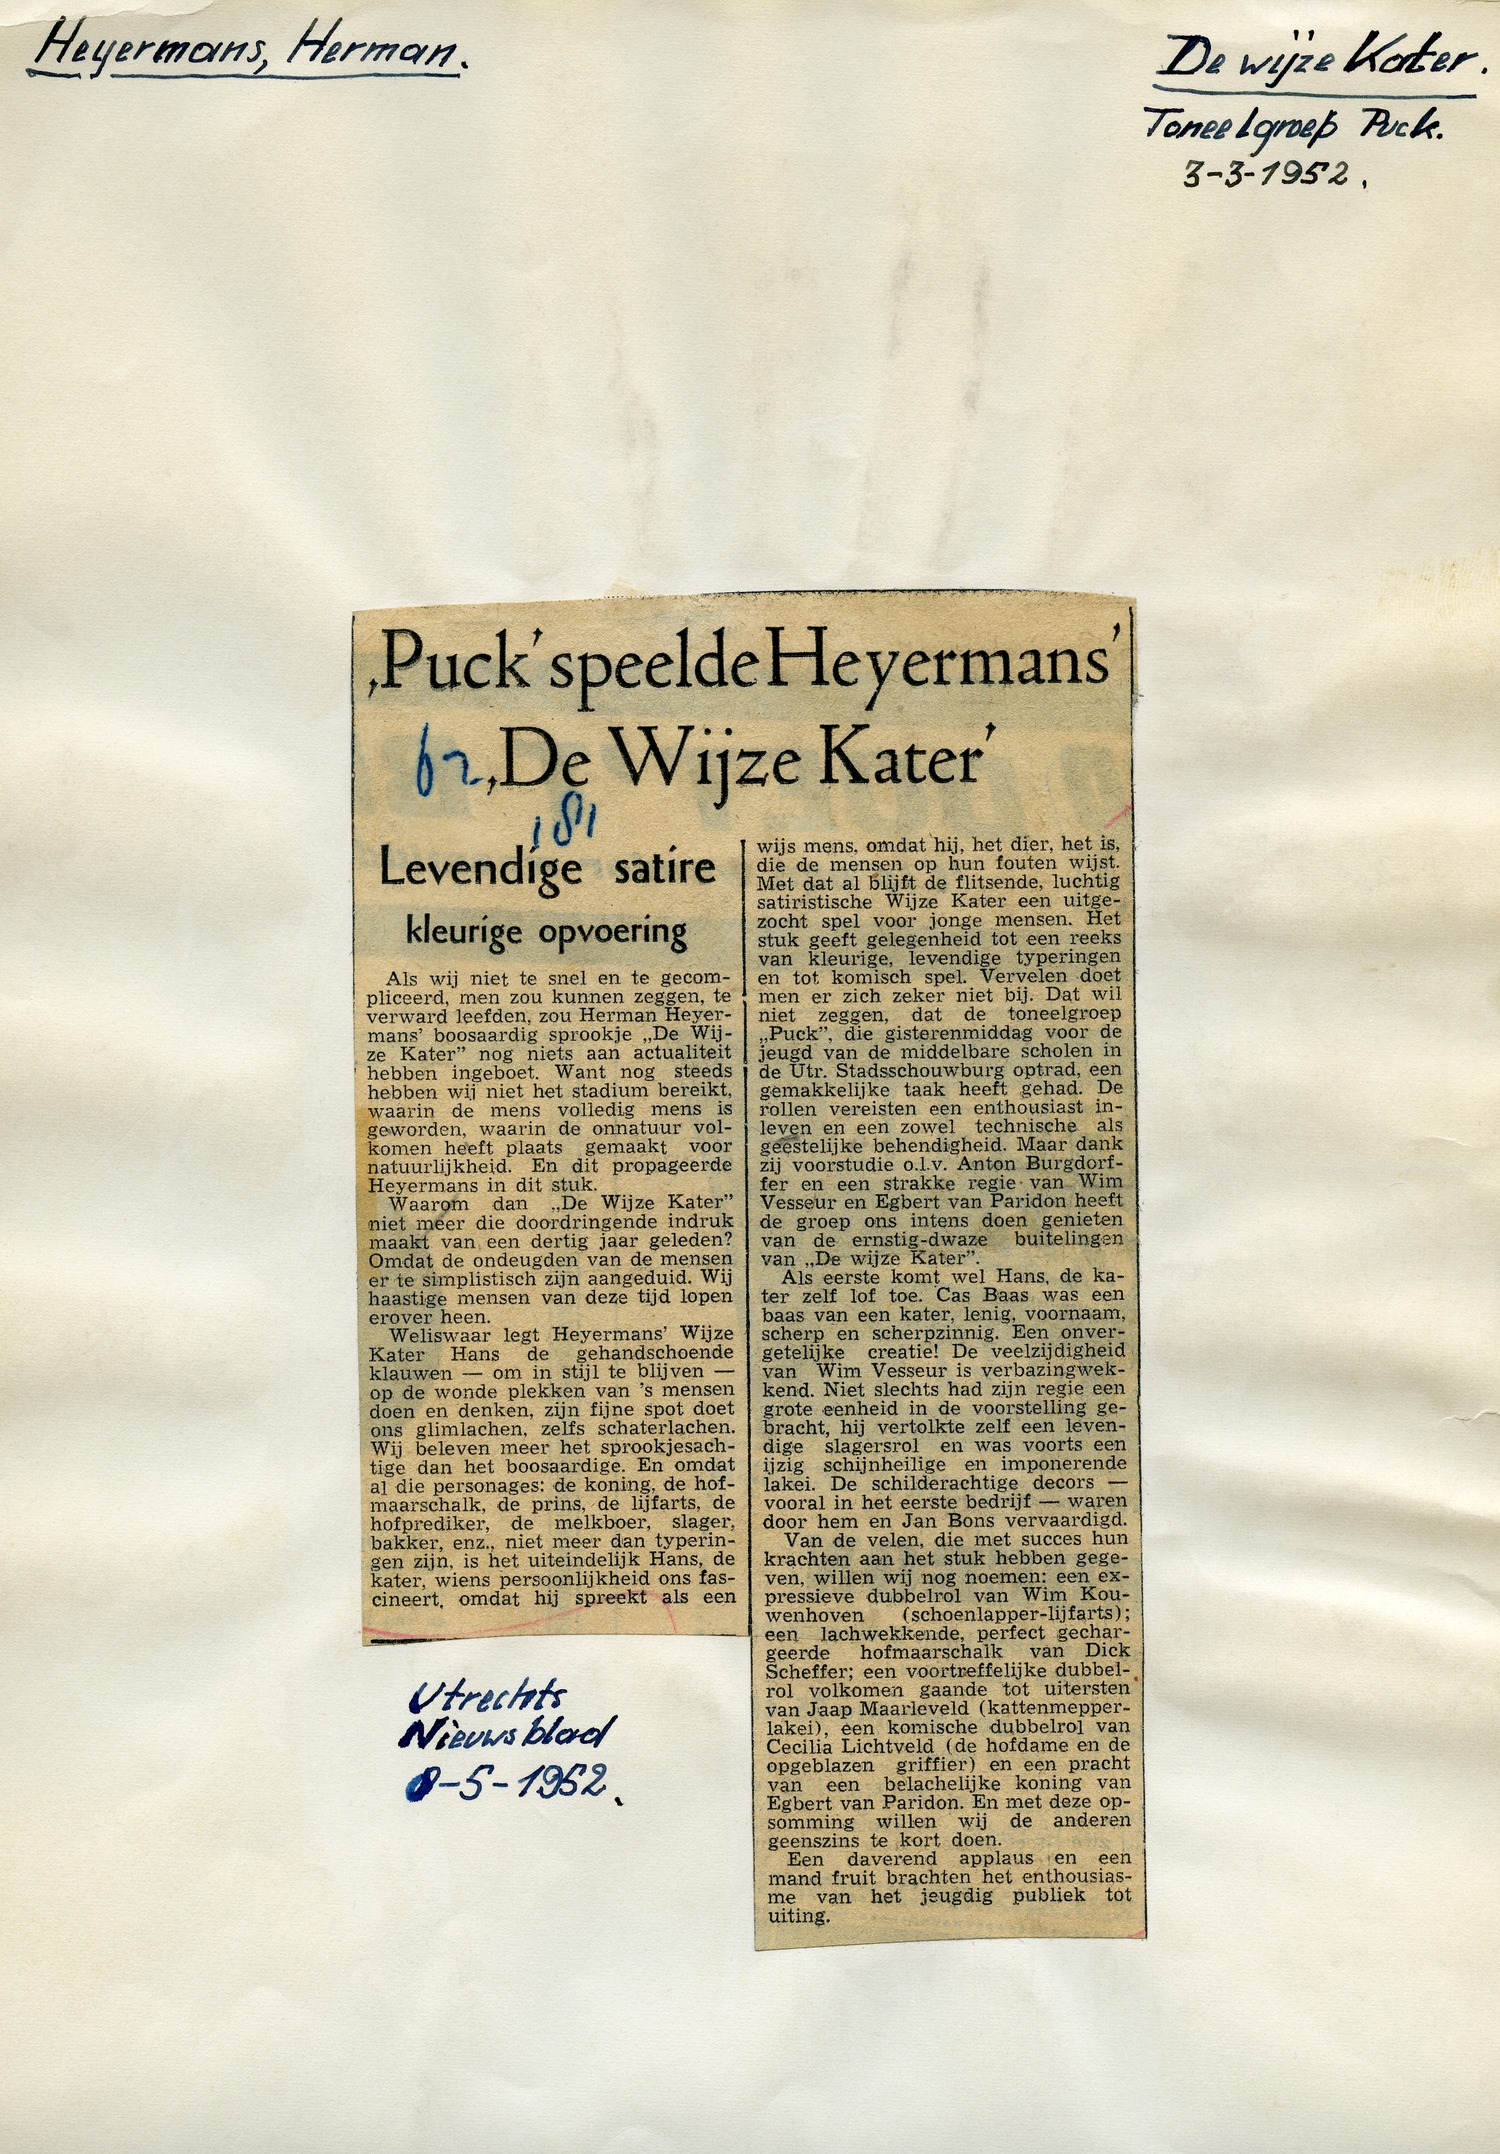 Heyermans, Herman.
De wijze Kater.
Toneelgroep Puck.
3-3-1952.
‚Puck’ speelde Heyermans’
‚De Wijze Kater’
62
181
Levendige satire
kleurige opvoering
Als wij niet te snel en te gecom-
pliceerd, men zou kunnen zeggen, te
verward leefden, zou Herman Heyer-
mans’ boosaardig sprookje „De Wij-
ze Kater” nog niets aan actualiteit
hebben ingeboet. Want nog steeds
hebben wij niet het stadium bereikt,
waarin de mens volledig mens is
geworden, waarin de onnatuur vol-
komen heeft plaats gemaakt voor
natuurlijkheid. En dit propageerde
Heyermans in dit stuk.
Waarom dan „De Wijze Kater”
niet meer die doordringende indruk
maakt van een dertig jaar geleden?
Omdat de ondeugden van de mensen
er te simplistisch zijn aangeduid. Wij
haastige mensen van deze tijd lopen
erover heen.
Weliswaar legt Heyermans’ Wijze
Kater Hans de gehandschoende
klauwen — om in stijl te blijven —
op de wonde plekken van ’s mensen
doen en denken, zijn fijne spot doet
ons glimlachen, zelfs schaterlachen.
Wij beleven meer het sprookjesach-
tige dan het boosaardige. En omdat
al die personages: de koning, de hof-
maarschalk, de prins, de lijfarts, de
hofprediker, de melkboer, slager,
bakker, enz., niet meer dan typerin-
gen zijn, is het uiteindelijk Hans, de
kater, wiens persoonlijkheid ons fas-
cineert, omdat hij spreekt als een
wijs mens, omdat hij, het dier, het is,
die de mensen op hun fouten wijst.
Met dat al blijft de flitsende, luchtig
satiristische Wijze Kater een uitge-
zocht spel voor jonge mensen. Het
stuk geeft gelegenheid tot een reeks
van kleurige, levendige typeringen
en tot komisch spel. Vervelen doet
men er zich zeker niet bij. Dat wil
niet zeggen, dat de toneelgroep
„Puck”, die gisterenmiddag voor de
jeugd van de middelbare scholen in
de Utr. Stadsschouwburg optrad, een
gemakkelijke taak heeft gehad. De
rollen vereisten een enthousiast in-
leven en een zowel technische als
geestelijke behendigheid. Maar dank
zij voorstudie o.l.v. Anton Burgdorf-
fer en een strakke regie van Wim
Vesseur en Egbert van Paridon heeft
de groep ons intens doen genieten
van de ernstig-dwaze buitelingen
van „De wijze Kater”.
Als eerste komt wel Hans, de ka-
ter zelf lof toe. Cas Baas was een
baas van een kater, lenig, voornaam,
scherp en scherpzinnig. Een onver-
getelijke creatie! De veelzijdigheid
van Wim Vesseur is verbazingwek-
kend. Niet slechts had zijn regie een
grote eenheid in de voorstelling ge-
bracht, hij vertolkte zelf een leven-
dige slagersrol en was voorts een
ijzig schijnheilige en imponerende
lakei. De schilderachtige decors —
vooral in het eerste bedrijf — waren
door hem en Jan Bons vervaardigd.
Van de velen, die met succes hun
krachten aan het stuk hebben gege-
ven, willen wij nog noemen: een ex-
pressieve dubbelrol van Wim Kou-
wenhoven (schoenlapper-lijfarts);
een lachwekkende, perfect gechar-
geerde hofmaarschalk van Dick
Scheffer; een voortreffelijke dubbel-
rol volkomen gaande tot uitersten
van Jaap Maarleveld (kattenmepper-
lakei), een komische dubbelrol van
Cecilia Lichtveld (de hofdame en de
opgeblazen griffier) en een pracht
van een belachelijke koning van
Egbert van Paridon. En met deze op-
somming willen wij de anderen
geenszins te kort doen.
Een daverend applaus en een
mand fruit brachten het enthousias-
me van het jeugdig publiek tot
uiting.
Utrechts
Nieuwsblad
8-5-1952.